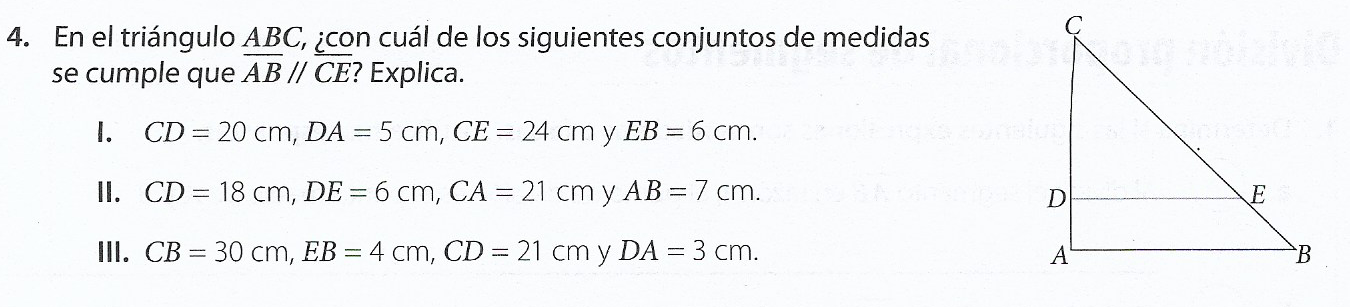 4. En el triángulo ABC, ¿con cuál de los siguientes conjuntos de medidas
se cumple que AB // CE? Explica.
I. CD = 20 cm, DA = 5 cm, CE = 24 cm y EB = 6 cm.
II. CD = 18 cm, DE = 6 cm, CA = 21 cm y AB = 7 cm.
III. CB = 30 cm, EB = 4 cm, CD = 21 cm y DA = 3 cm.
C
D
E
A
B